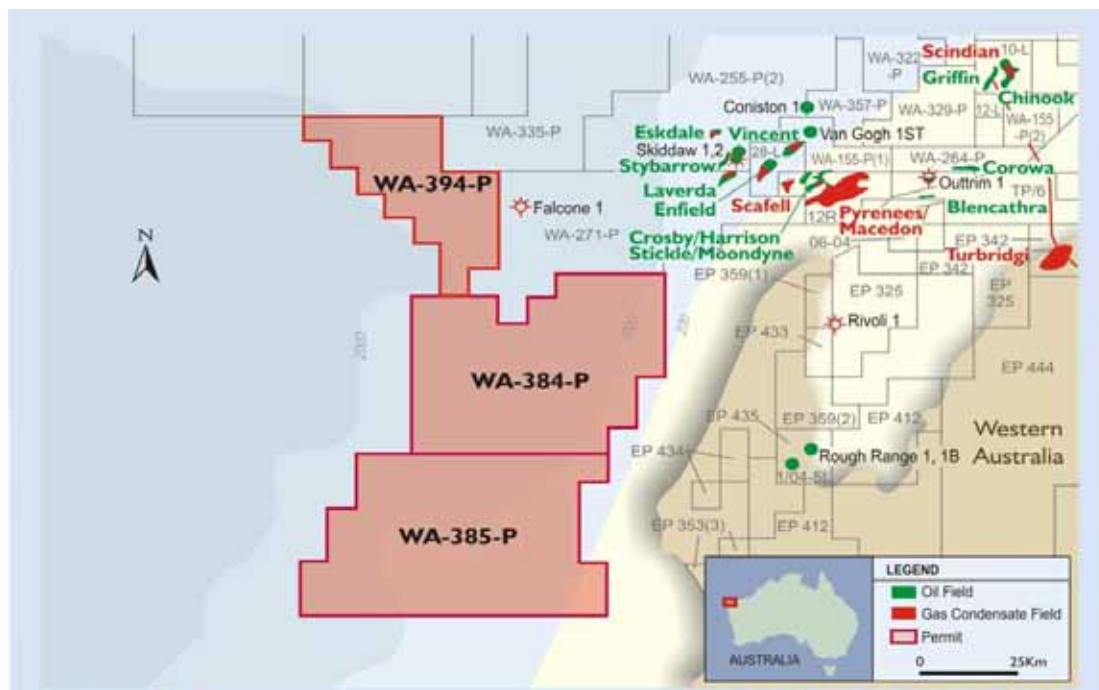 Scindian
10-L
WA-322
-P
Griffin
WA-255-P(2)
Chinook
Coniston 1
WA-357-P
WA-329-P
12-L
WA-155
-P(2)
WA-335-P
Eskdale
Vincent
Van Gogh 1ST
Skiddaw 1,2
28-L
WA-155-P(1)
WA-264-P
Stybarrow
Corowa
WA-394-P
Outtrim 1
TP/6
Laverda
Enfield
Scafell
Blencathra
Falcone 1
12R
Pyrenees/
Macedon
WA-271-P
Crosby/Harrison
Stickle/Moondyne
06-04
EP 342
EP 342
Turbridgi
N
EP 359(1)
EP 325
EP
325
200
Rivoli 1
EP 433
2000
WA-384-P
EP 444
EP 435
EP 359(2)
EP 412
Western
Australia
EP 434
Rough Range 1, 1B
WA-385-P
EP 353(3)
EP 412
LEGEND
Oil Field
Gas Condensate Field
Permit
AUSTRALIA
0
25Km